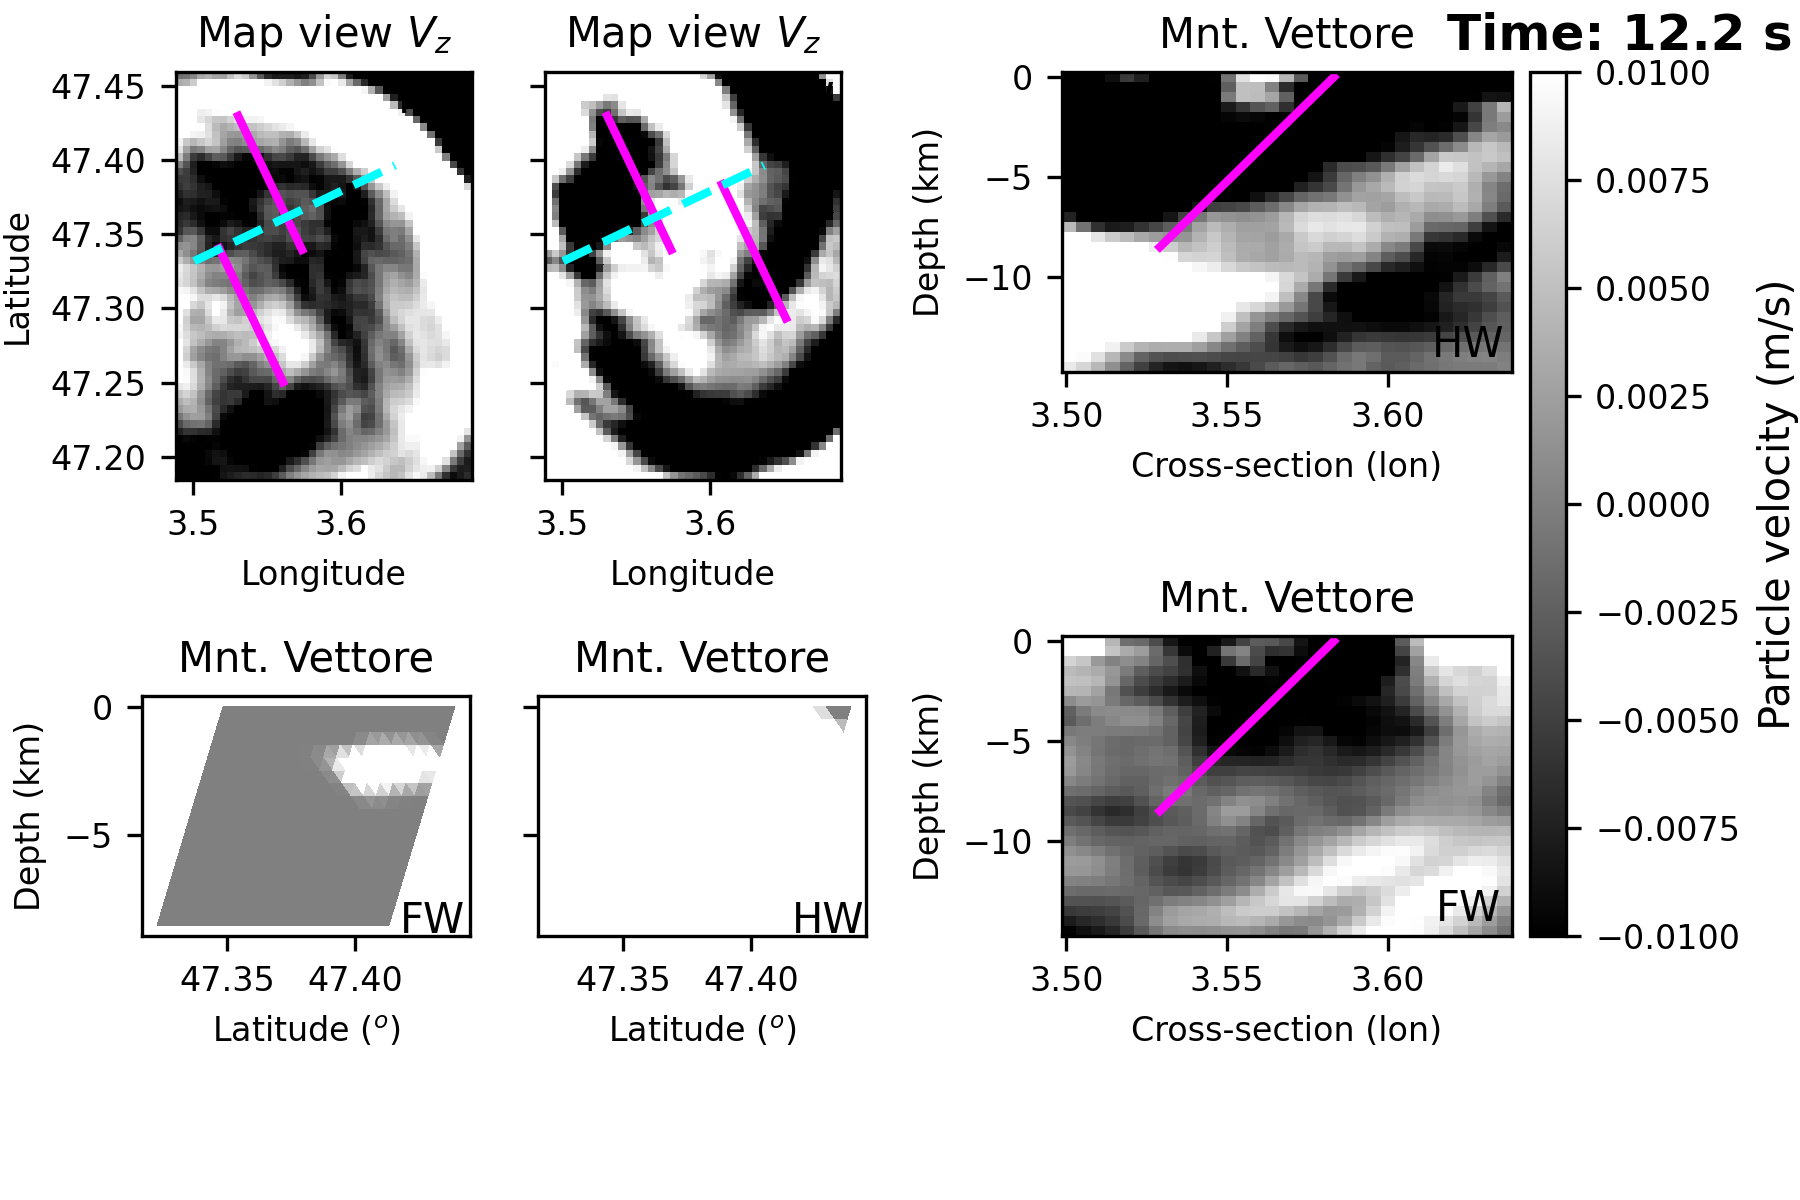 Map view Vz
47.45
47.40
47.35
47.30
47.25
47.20
Latitude
3.5 3.6
Longitude
Map view Vz
3.5 3.6
Longitude
Mnt. Vettore
Time: 12.2 s
0
−5
−10
Depth (km)
HW
3.50 3.55 3.60
Cross-section (lon)
0.0100
0.0075
0.0050
0.0025
0.0000
−0.0025
−0.0050
−0.0075
−0.0100
Particle velocity (m/s)
Mnt. Vettore
0
−5
Depth (km)
FW
47.35 47.40
Latitude (o)
Mnt. Vettore
HW
47.35 47.40
Latitude (o)
Mnt. Vettore
0
−5
−10
Depth (km)
FW
3.50 3.55 3.60
Cross-section (lon)